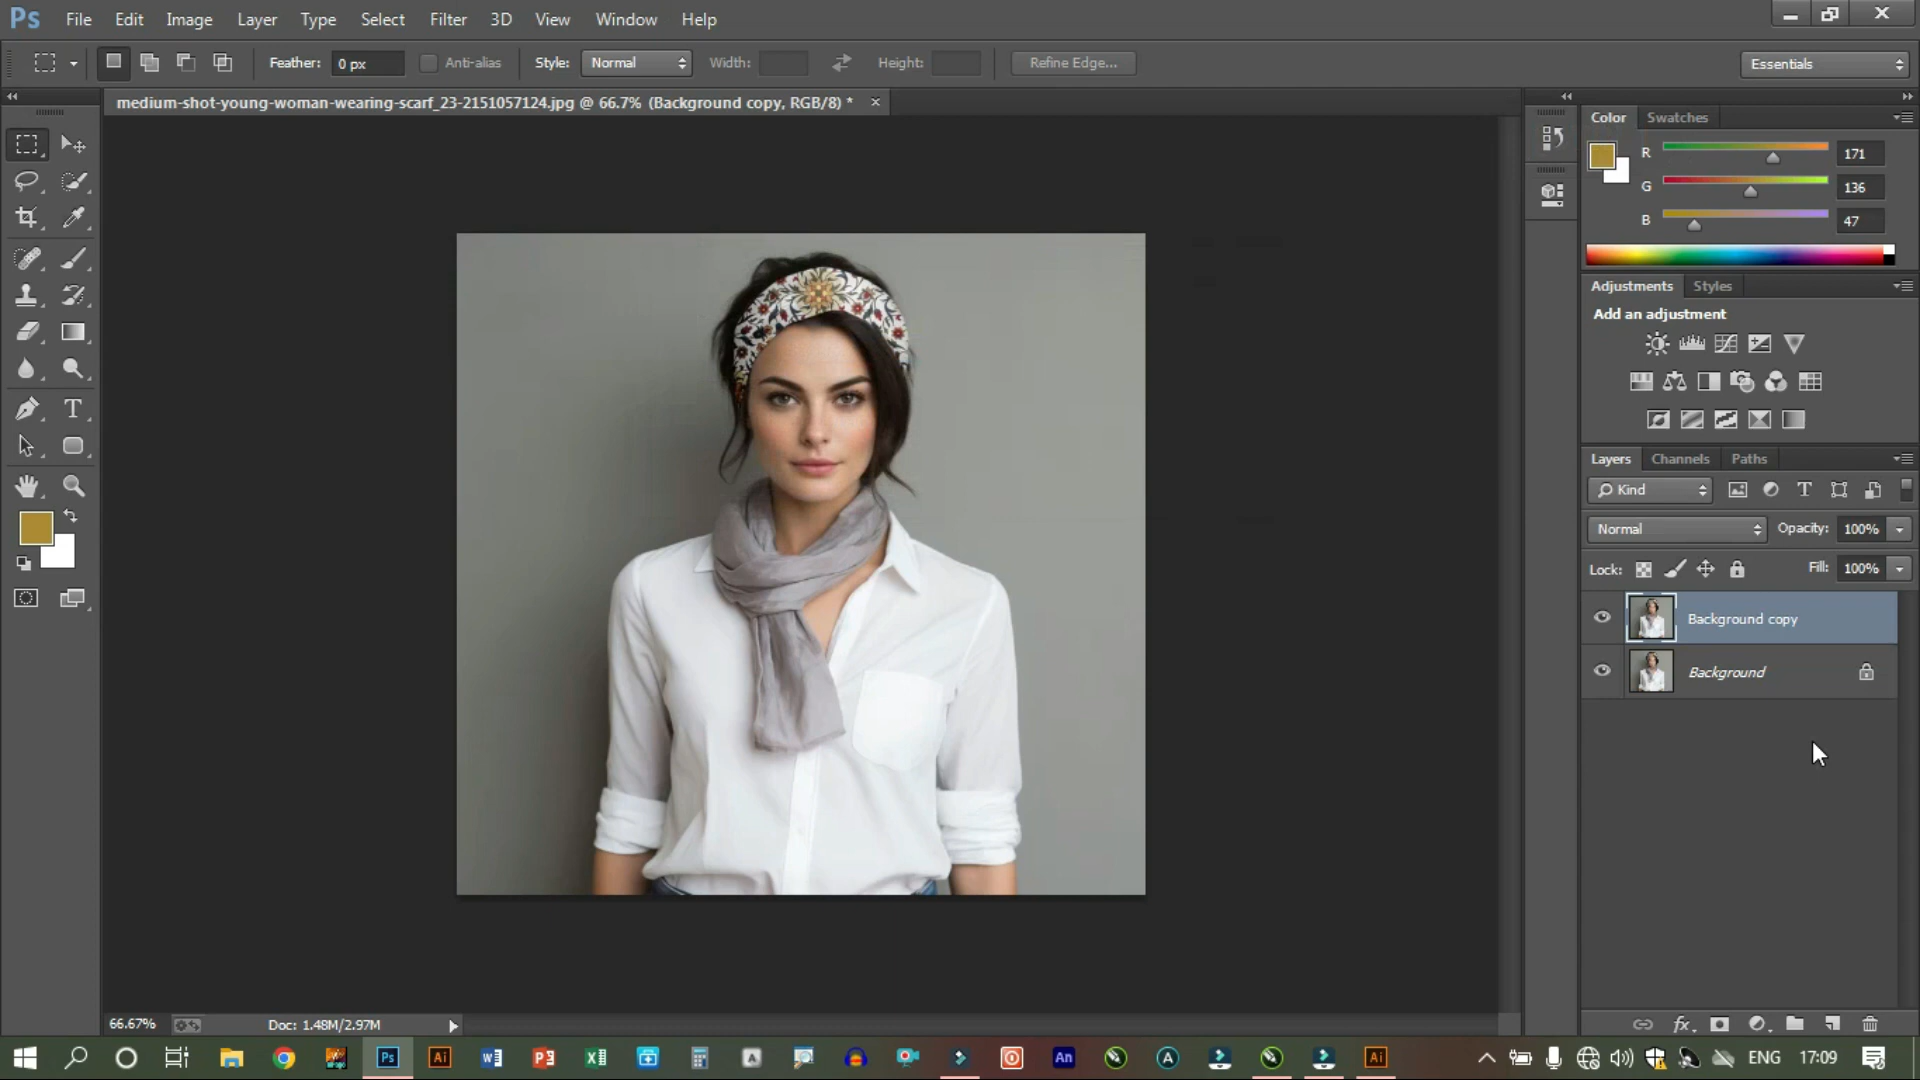 Ps File Edit Image Layer Type Select Filter 3D View Window Help
Feather: 0 px Anti-alias Style: Normal Width: Height: Refine Edge... Essentials
medium-shot-young-woman-wearing-scarf_23-2151057124.jpg @ 66.7% (Background copy, RGB/8) *
Color Swatches
R 171
G 136
B 47
Adjustments Styles
Add an adjustment
Layers Channels Paths
Kind
Normal Opacity: 100%
Lock: Fill: 100%
Background copy
Background
66.67% Doc: 1.48M/2.97M
ENG 17:09